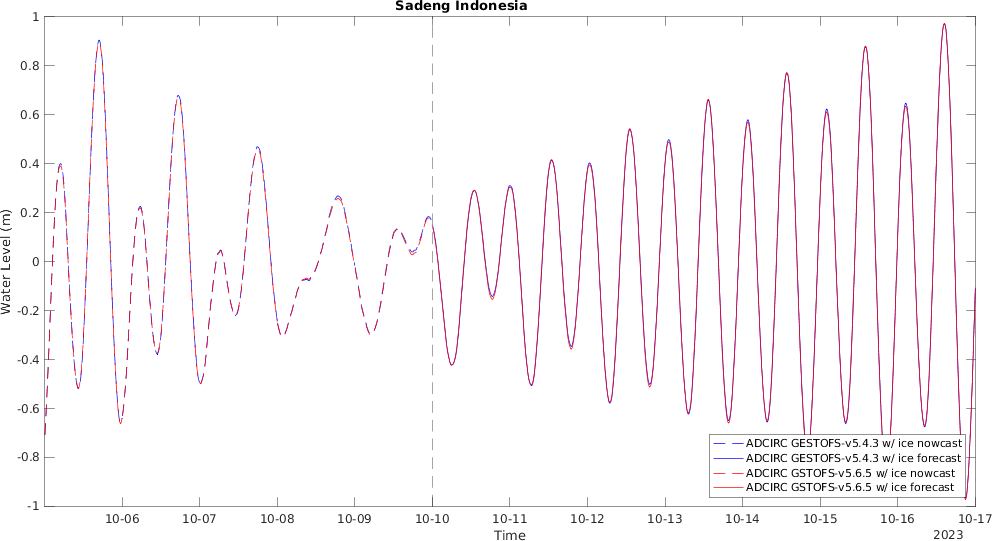 Sadeng Indonesia
Water Level (m)
1
0.8
0.6
0.4
0.2
0
-0.2
-0.4
-0.6
-0.8
-1
ADCIRC GESTOFS-v5.4.3 w/ ice nowcast
ADCIRC GESTOFS-v5.4.3 w/ ice forecast
ADCIRC GSTOFS-v5.6.5 w/ ice nowcast
ADCIRC GSTOFS-v5.6.5 w/ ice forecast
10-06 10-07 10-08 10-09 10-10 10-11 10-12 10-13 10-14 10-15 10-16 10-17
Time
2023